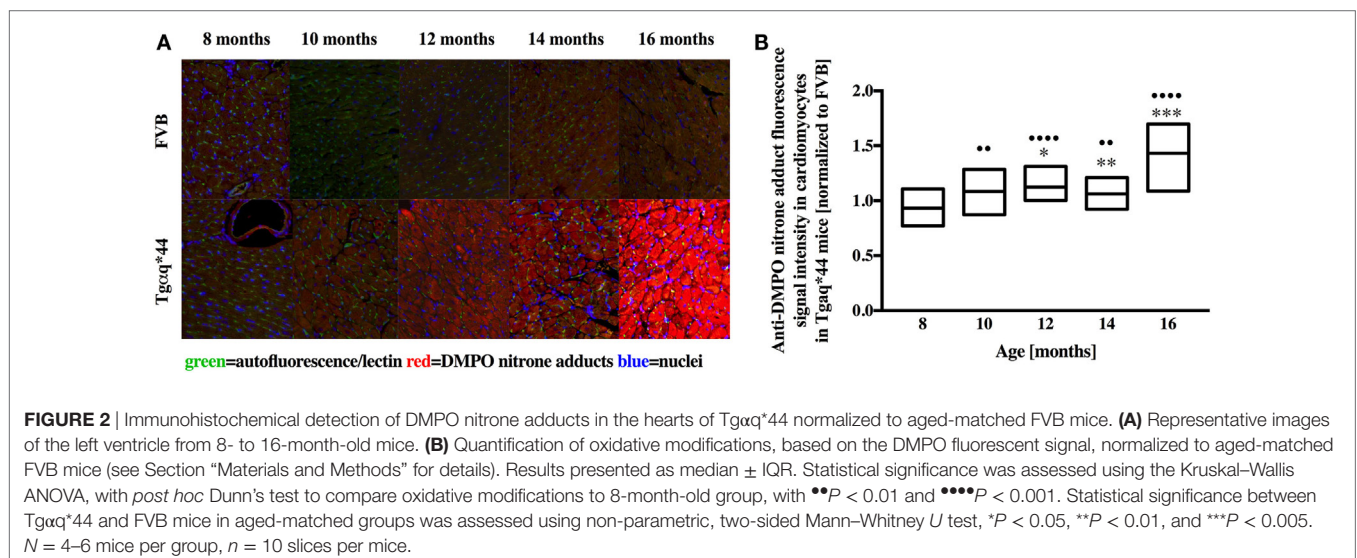 A
8 months 10 months 12 months 14 months 16 months
FVB
Tgαq*44
green=autofluorescence/lectin red=DMPO nitrone adducts blue=nuclei
B
Anti-DMPO nitrone adduct fluorescence
signal intensity in cardiomyocytes
in Tgaq*44 mice [normalized to FVB]
2.0
1.5
1.0
0.5
0.0
••
••••
*
••
**
••••
***
8 10 12 14 16
Age [months]
FIGURE 2 | Immunohistochemical detection of DMPO nitrone adducts in the hearts of Tgαq*44 normalized to aged-matched FVB mice. (A) Representative images
of the left ventricle from 8- to 16-month-old mice. (B) Quantification of oxidative modifications, based on the DMPO fluorescent signal, normalized to aged-matched
FVB mice (see Section “Materials and Methods” for details). Results presented as median ± IQR. Statistical significance was assessed using the Kruskal–Wallis
ANOVA, with post hoc Dunn’s test to compare oxidative modifications to 8-month-old group, with ••P < 0.01 and ••••P < 0.001. Statistical significance between
Tgαq*44 and FVB mice in aged-matched groups was assessed using non-parametric, two-sided Mann–Whitney U test, *P < 0.05, **P < 0.01, and ***P < 0.005.
N = 4–6 mice per group, n = 10 slices per mice.